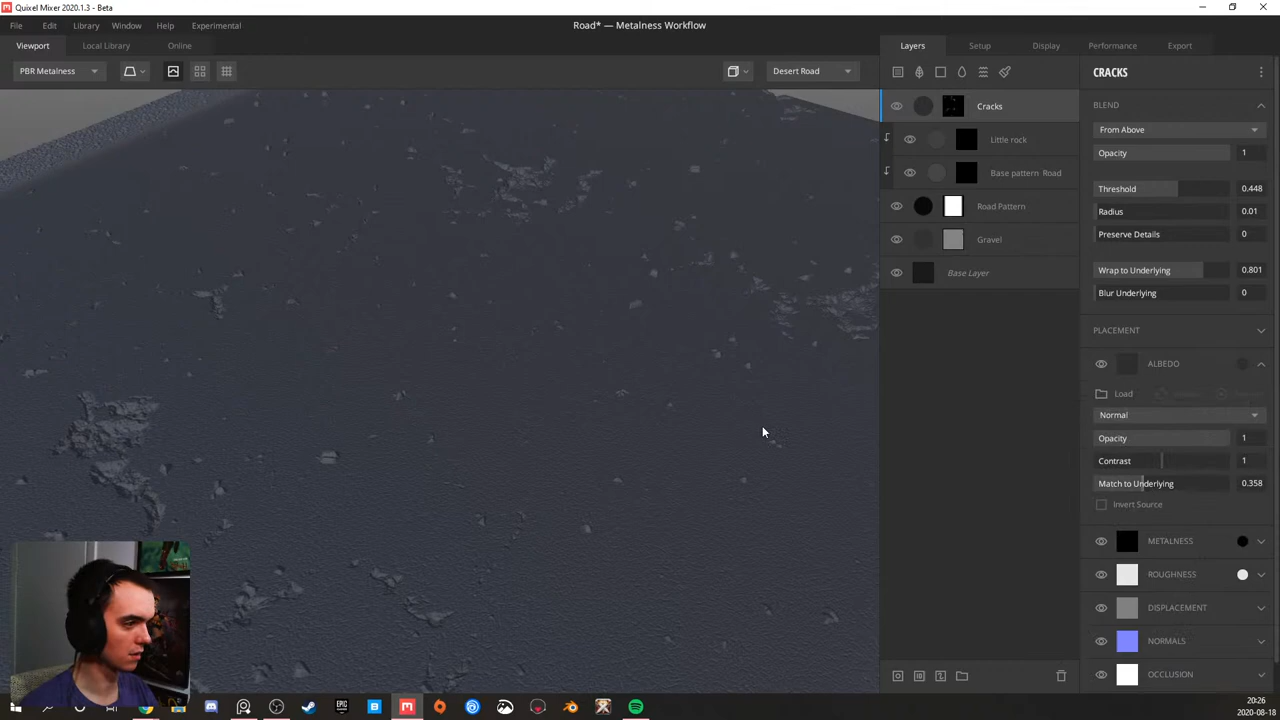 Quixel Mixer 2020.1.3 - Beta
File Edit Library Window Help Experimental
Road* — Metalness Workflow
Viewport Local Library Online
Layers Setup Display Performance Export
PBR Metalness
Desert Road
CRACKS
BLEND
Cracks
From Above
Little rock
Opacity 1
Base pattern Road
Threshold 0.448
Road Pattern
Radius 0.01
Preserve Details 0
Gravel
Base Layer
Wrap to Underlying 0.801
Blur Underlying 0
PLACEMENT
ALBEDO
Load
Normal
Opacity 1
Contrast 1
Match to Underlying 0.358
Invert Source
METALNESS
ROUGHNESS
DISPLACEMENT
NORMALS
OCCLUSION
EPIC
20:26
2020-08-18